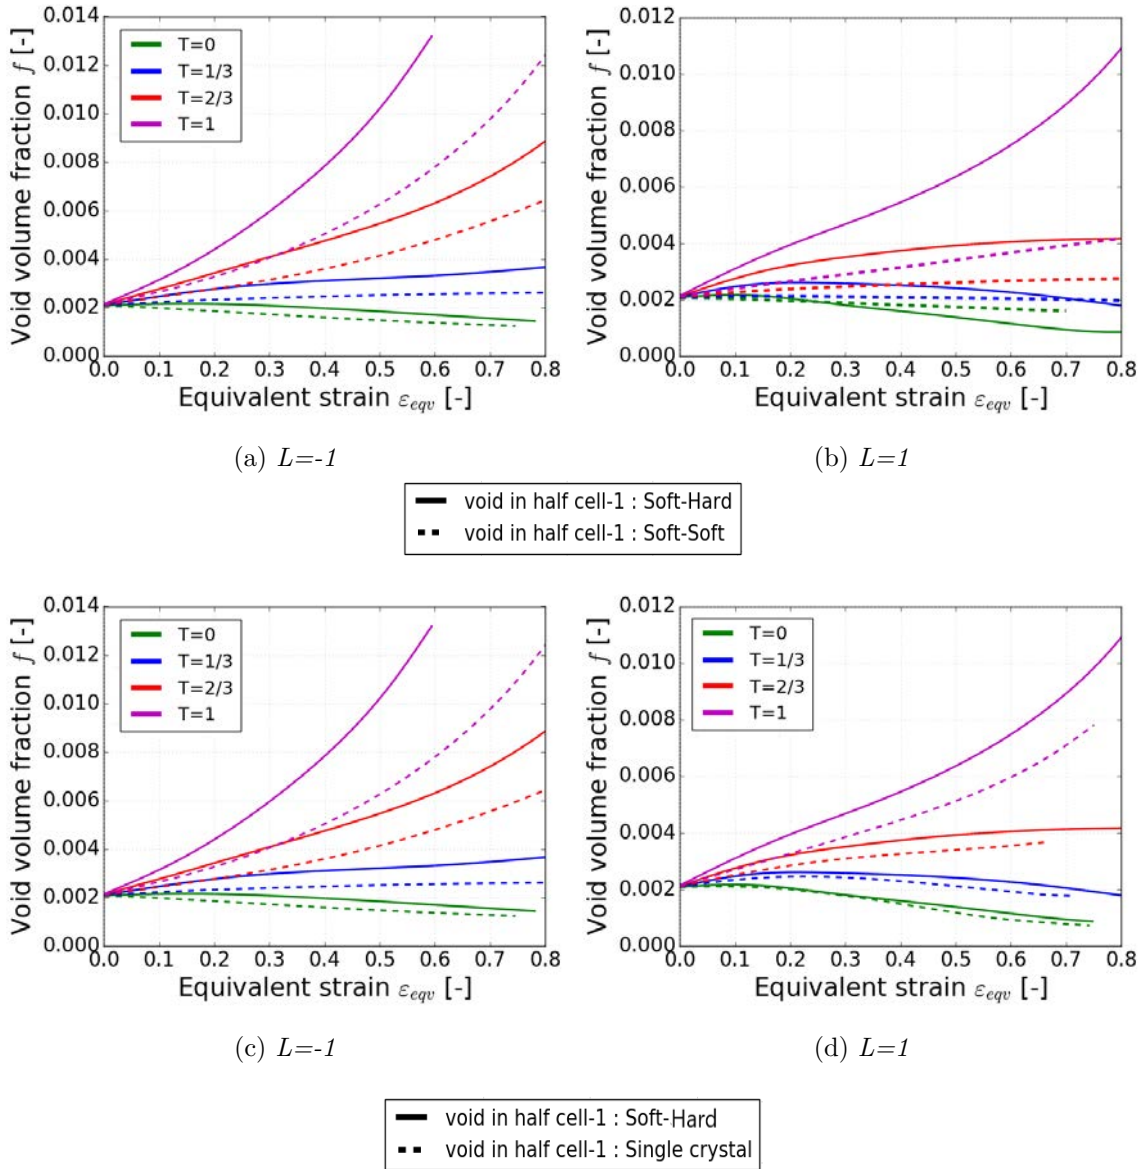 0.014
0.012
0.010
0.008
0.006
0.004
0.002
0.000
Void volume fraction f [-]
T=0
T=1/3
T=2/3
T=1
0.0 0.1 0.2 0.3 0.4 0.5 0.6 0.7 0.8
Equivalent strain εeqv [-]
(a) L=-1
0.012
0.010
0.008
0.006
0.004
0.002
0.000
Void volume fraction f [-]
0.0 0.1 0.2 0.3 0.4 0.5 0.6 0.7 0.8
Equivalent strain εeqv [-]
(b) L=1
void in half cell-1 : Soft-Hard
void in half cell-1 : Soft-Soft
0.014
0.012
0.010
0.008
0.006
0.004
0.002
0.000
Void volume fraction f [-]
T=0
T=1/3
T=2/3
T=1
0.0 0.1 0.2 0.3 0.4 0.5 0.6 0.7 0.8
Equivalent strain εeqv [-]
(c) L=-1
0.012
0.010
0.008
0.006
0.004
0.002
0.000
Void volume fraction f [-]
T=0
T=1/3
T=2/3
T=1
0.0 0.1 0.2 0.3 0.4 0.5 0.6 0.7 0.8
Equivalent strain εeqv [-]
(d) L=1
void in half cell-1 : Soft-Hard
void in half cell-1 : Single crystal